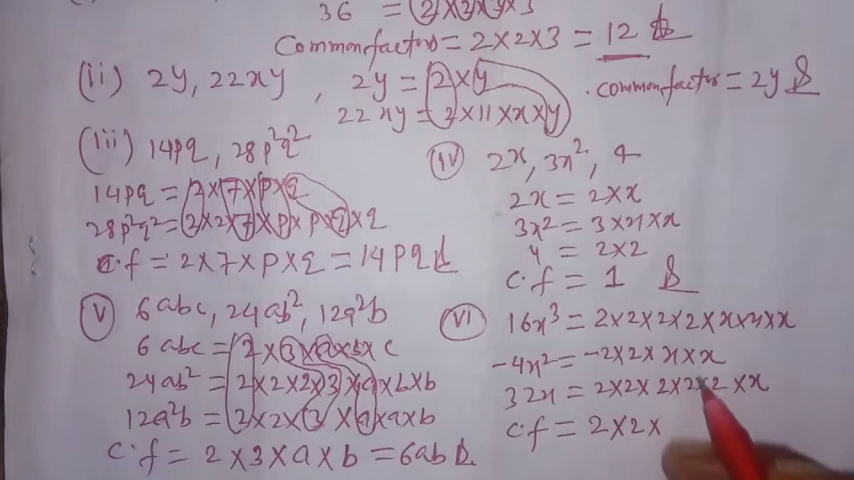 36 = 2×2×3×3
Common factors = 2×2×3 = 12
(ii) 2y, 22xy , 2y = 2×y
22xy = 2×11×x×y
. common factor = 2y
(iii) 14pq, 28p²q²
14pq = 2×7×p×q
28p²q² = 2×2×7×p×p×q×q
c.f = 2×7×p×q = 14pq
(iv) 2x, 3x², 4
2x = 2×x
3x² = 3×x×x
4 = 2×2
c.f = 1
(v) 6abc, 24ab², 12a²b
6abc = 2×3×a×b×c
24ab² = 2×2×2×3×a×b×b
12a²b = 2×2×3×a×a×b
c.f = 2×3×a×b = 6ab
(vi) 16x³ = 2×2×2×2×x×x×x
-4x² = -2×2×x×x
32x = 2×2×2×2×2×x
c.f = 2×2×